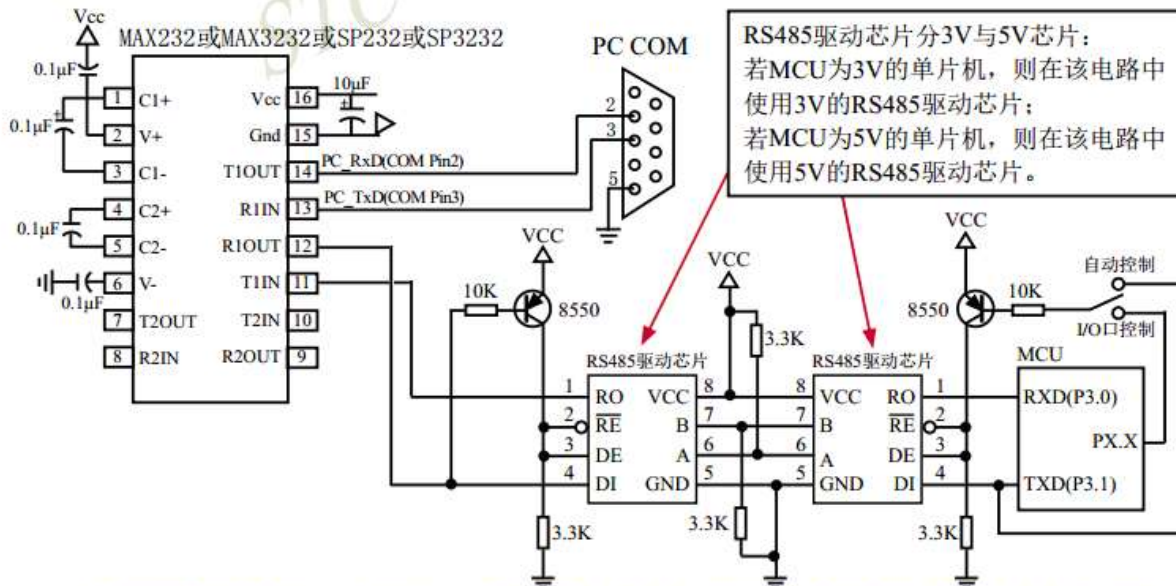 STC
Vcc
MAX232或MAX3232或SP232或SP3232
0.1μF
0.1μF
0.1μF
0.1μF
1 C1+
2 V+
3 C1-
4 C2+
5 C2-
6 V-
7 T2OUT
8 R2IN
Vcc 16
Gnd 15
T1OUT 14
R1IN 13
R1OUT 12
T1IN 11
T2IN 10
R2OUT 9
10μF
PC_RxD(COM Pin2)
PC_TxD(COM Pin3)
PC COM
2
3
5
RS485驱动芯片分3V与5V芯片:
若MCU为3V的单片机,则在该电路中
使用3V的RS485驱动芯片;
若MCU为5V的单片机,则在该电路中
使用5V的RS485驱动芯片。
VCC
10K
8550
VCC
3.3K
VCC
8550
10K
自动控制
I/O口控制
RS485驱动芯片
1 RO VCC 8
2 RE B 7
3 DE A 6
4 DI GND 5
3.3K
3.3K
RS485驱动芯片
8 VCC RO 1
7 B RE 2
6 A DE 3
5 GND DI 4
3.3K
MCU
RXD(P3.0)
PX.X
TXD(P3.1)